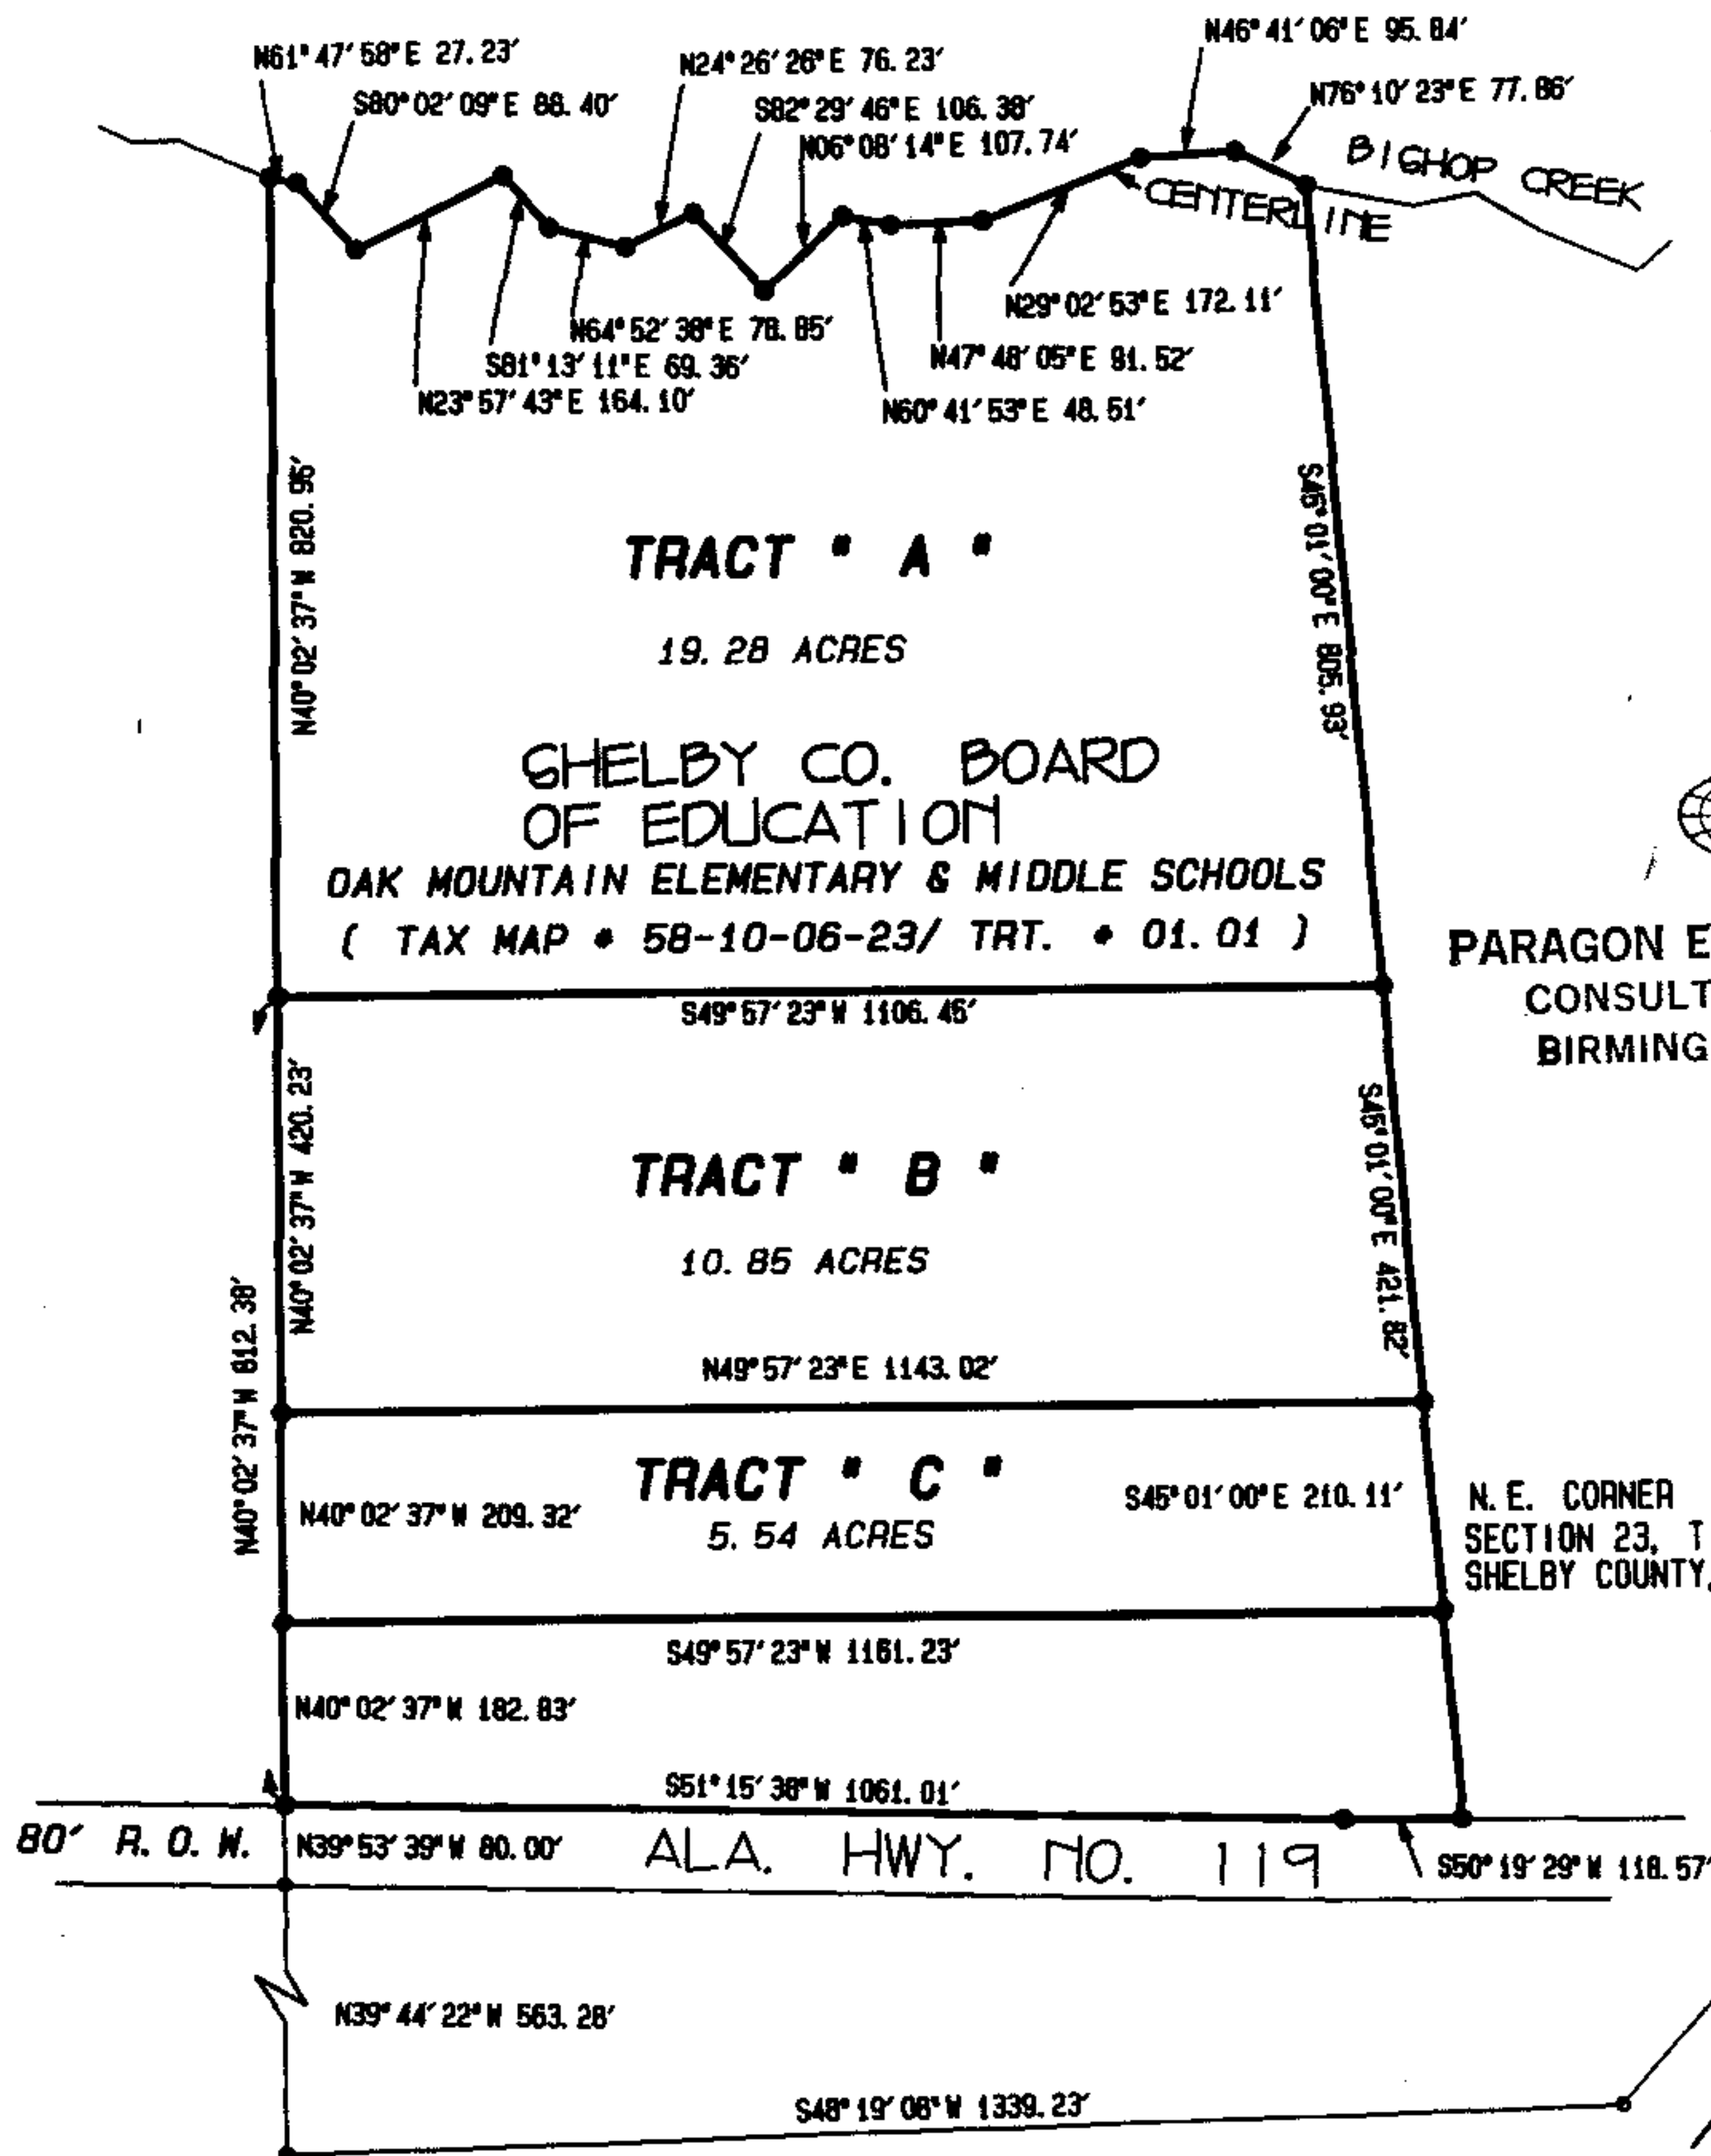 N46°41'06"E 95.84'
N61°47'58"E 27.23'
N24°26'26"E 76.23'
S80°02'09"E 88.40'
S82°29'46"E 106.38'
N76°10'23"E 77.86'
N06°08'14"E 107.74'
BISHOP CREEK
CENTERLINE
N29°02'53"E 172.11'
N64°52'38"E 78.85'
N47°48'05"E 91.52'
S81°13'11"E 69.36'
N23°57'43"E 164.10'
N60°41'53"E 48.51'
N40°02'37"W 820.95'
S45°01'00"E 805.93'
TRACT " A "
19.28 ACRES
SHELBY CO. BOARD
OF EDUCATION
OAK MOUNTAIN ELEMENTARY & MIDDLE SCHOOLS
( TAX MAP # 58-10-06-23/ TRT. # 01.01 )
PARAGON E
CONSULT
BIRMING
S49°57'23"W 1106.45'
N40°02'37"W 420.23'
S45°01'00"E 421.82'
TRACT " B "
10.85 ACRES
N40°02'37"W 812.38'
N49°57'23"E 1143.02'
TRACT " C "
5.54 ACRES
N40°02'37"W 209.32'
S45°01'00"E 210.11'
N.E. CORNER
SECTION 23, T
SHELBY COUNTY,
S49°57'23"W 1161.23'
N40°02'37"W 182.83'
S51°15'38"W 1061.01'
80' R.O.W.
N39°53'39"W 80.00'
ALA. HWY. NO. 119
S50°19'29"W 118.57'
N39°44'22"W 563.28'
S48°19'08"W 1339.23'